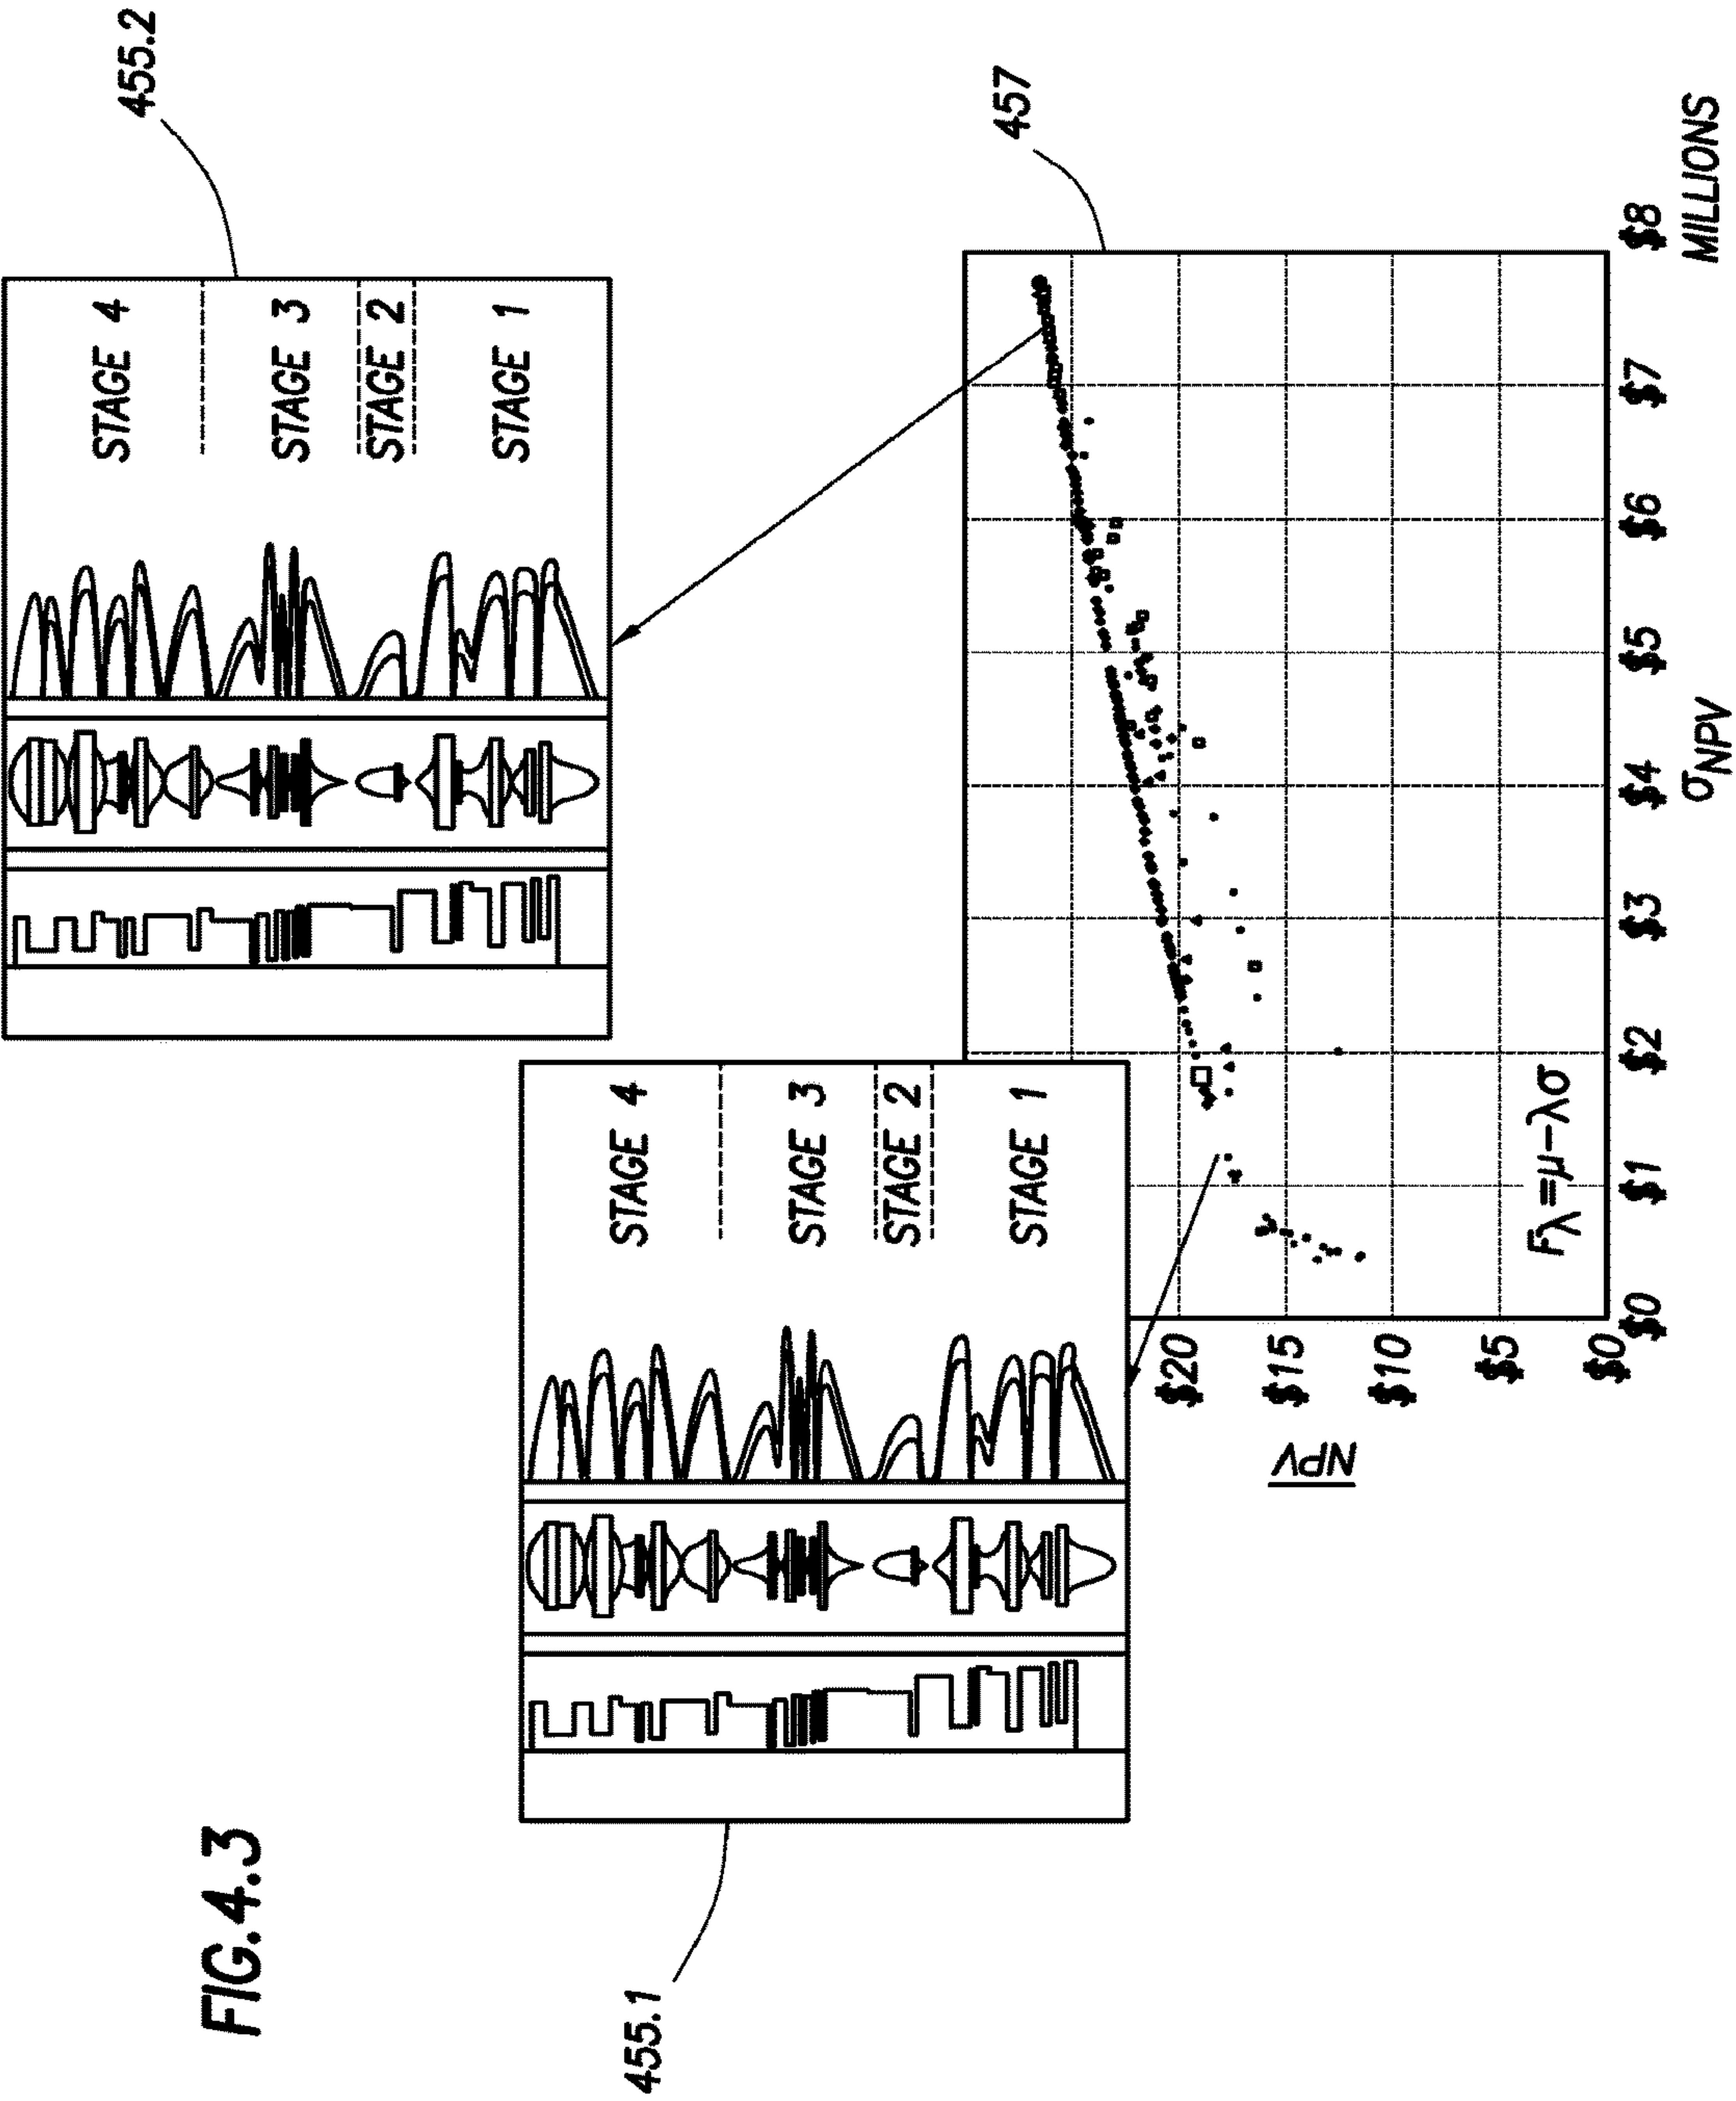 FIG.4.3
455.1
STAGE 4
STAGE 3
STAGE 2
STAGE 1
455.2
STAGE 4
STAGE 3
STAGE 2
STAGE 1
457
NPV
$20
$15
$10
$5
$0
Fλ=μ-λσ
$0
$1
$2
$3
$4
$5
$6
$7
$8
σNPV
MILLIONS